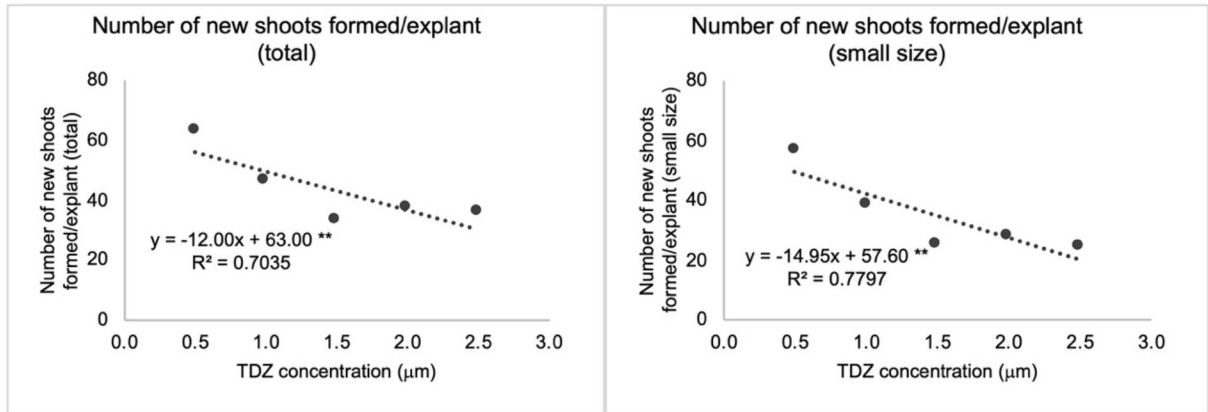 Number of new shoots formed/explant
(total)
Number of new shoots
formed/explant (total)
80
60
40
20
0
y = -12.00x + 63.00 **
R² = 0.7035
0.0 0.5 1.0 1.5 2.0 2.5 3.0
TDZ concentration (μm)
Number of new shoots formed/explant
(small size)
Number of new shoots
formed/explant (small size)
80
60
40
20
0
y = -14.95x + 57.60 **
R² = 0.7797
0.0 0.5 1.0 1.5 2.0 2.5 3.0
TDZ concentration (μm)